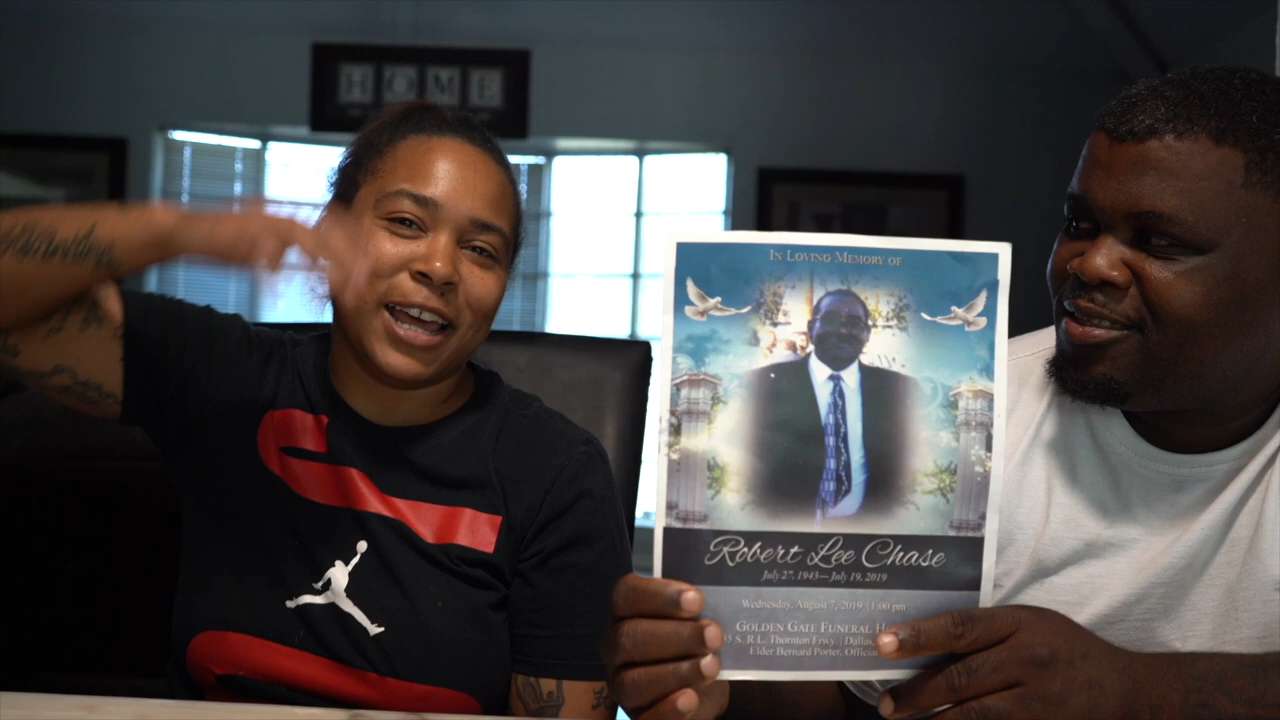 HOME
IN LOVING MEMORY OF
Robert Lee Chase
July 27, 1943 — July 19, 2019
Wednesday, August 7, 2019 | 1:00 pm
GOLDEN GATE FUNERAL
S. R L. Thornton Frwy. | Dallas,
Elder Bernard Porter,